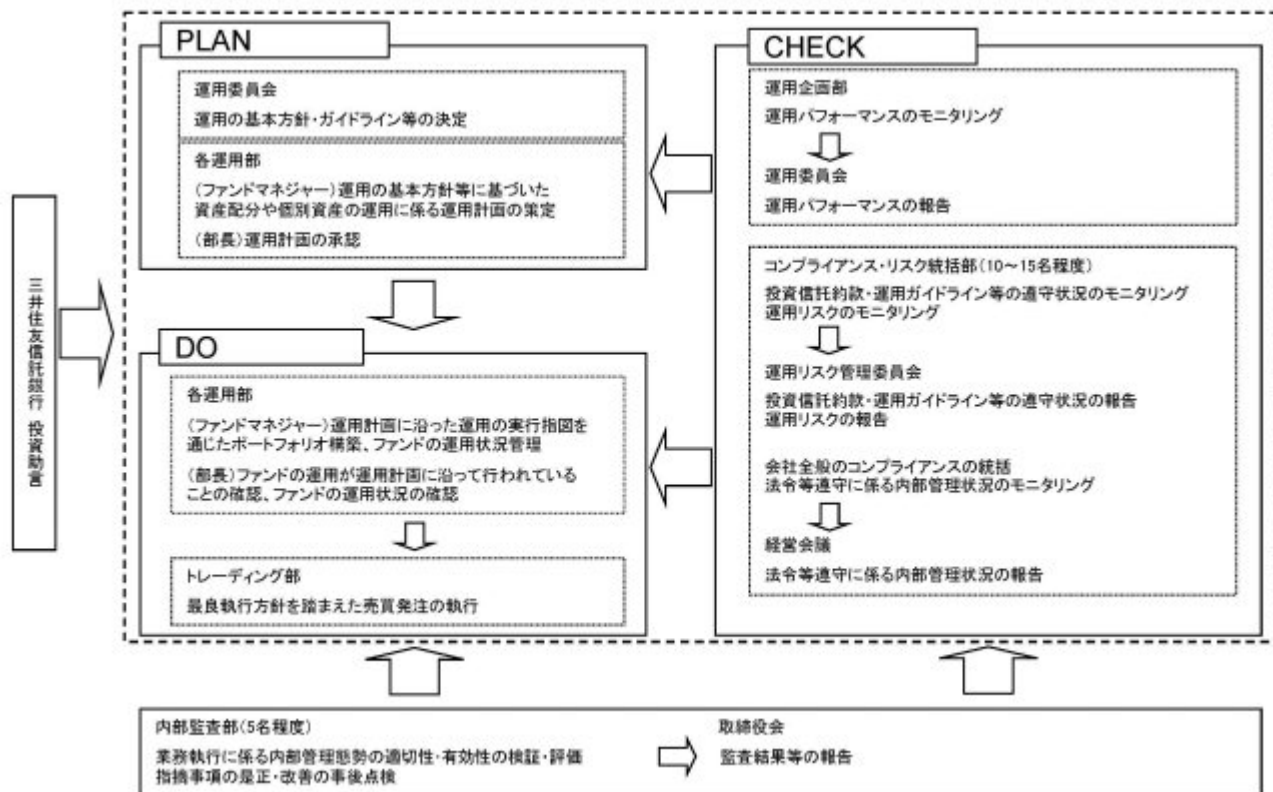 三井住友信託銀行 投資助言
PLAN
運用委員会
運用の基本方針・ガイドライン等の決定
各運用部
(ファンドマネジャー)運用の基本方針等に基づいた
資産配分や個別資産の運用に係る運用計画の策定
(部長)運用計画の承認
DO
各運用部
(ファンドマネジャー)運用計画に沿った運用の実行指図を
通じたポートフォリオ構築、ファンドの運用状況管理
(部長)ファンドの運用が運用計画に沿って行われている
ことの確認、ファンドの運用状況の確認
トレーディング部
最良執行方針を踏まえた売買発注の執行
CHECK
運用企画部
運用パフォーマンスのモニタリング
運用委員会
運用パフォーマンスの報告
コンプライアンス・リスク統括部(10～15名程度)
投資信託約款・運用ガイドライン等の遵守状況のモニタリング
運用リスクのモニタリング
運用リスク管理委員会
投資信託約款・運用ガイドライン等の遵守状況の報告
運用リスクの報告
会社全般のコンプライアンスの統括
法令等遵守に係る内部管理状況のモニタリング
経営会議
法令等遵守に係る内部管理状況の報告
内部監査部(5名程度)
業務執行に係る内部管理態勢の適切性・有効性の検証・評価
指摘事項の是正・改善の事後点検
取締役会
監査結果等の報告